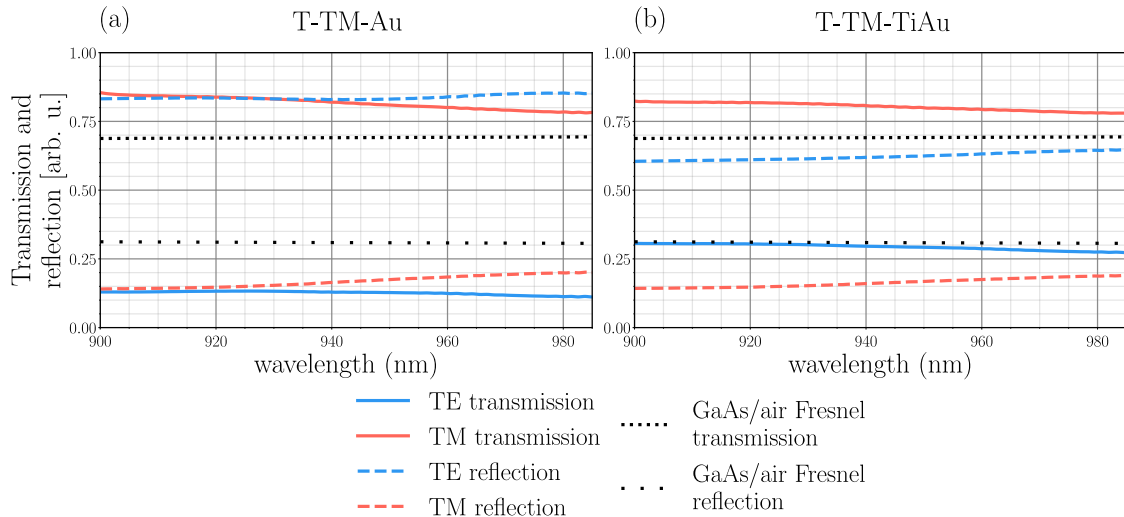 (a) T-TM-Au
(b) T-TM-TiAu
Transmission and
reflection [arb. u.]
1.00
0.75
0.50
0.25
0.00
900 920 940 960 980
wavelength (nm)
1.00
0.75
0.50
0.25
0.00
900 920 940 960 980
wavelength (nm)
TE transmission
TM transmission
TE reflection
TM reflection
GaAs/air Fresnel
transmission
GaAs/air Fresnel
reflection